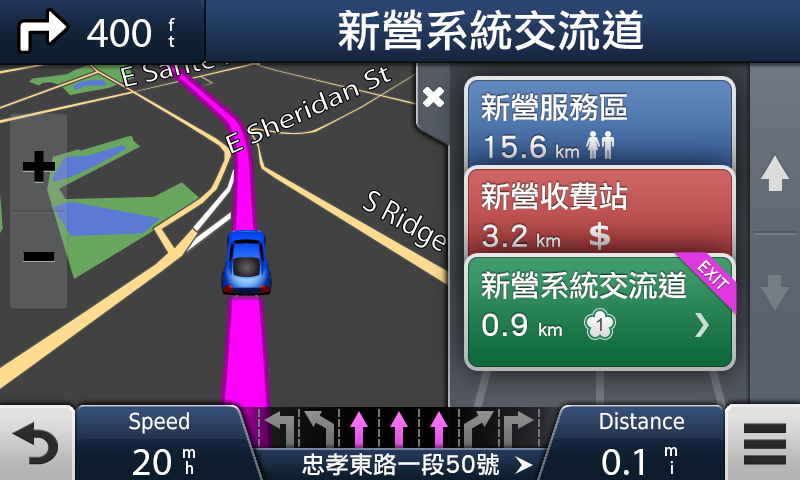 400 ft
新營系統交流道
E Santa
E Sheridan St
S Ridge
新營服務區
15.6 km
新營收費站
3.2 km $
EXIT
新營系統交流道
0.9 km 1
Speed
20 mh
忠孝東路一段50號
Distance
0.1 mi